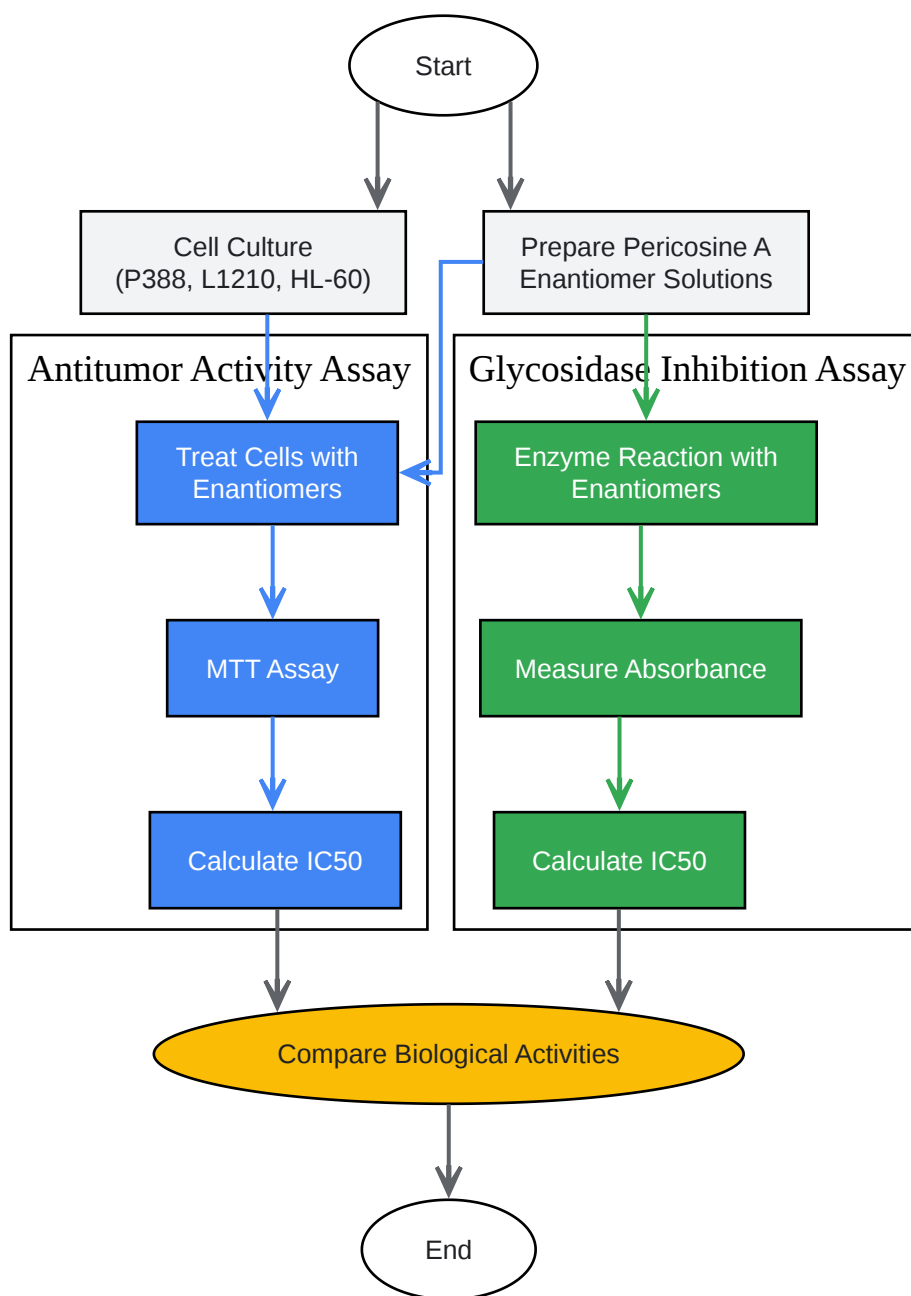 Start
Cell Culture
(P388, L1210, HL-60)
Prepare Pericosine A
Enantiomer Solutions
Antitumor Activity Assay
Glycosidase Inhibition Assay
Treat Cells with
Enantiomers
Enzyme Reaction with
Enantiomers
MTT Assay
Measure Absorbance
Calculate IC50
Calculate IC50
Compare Biological Activities
End